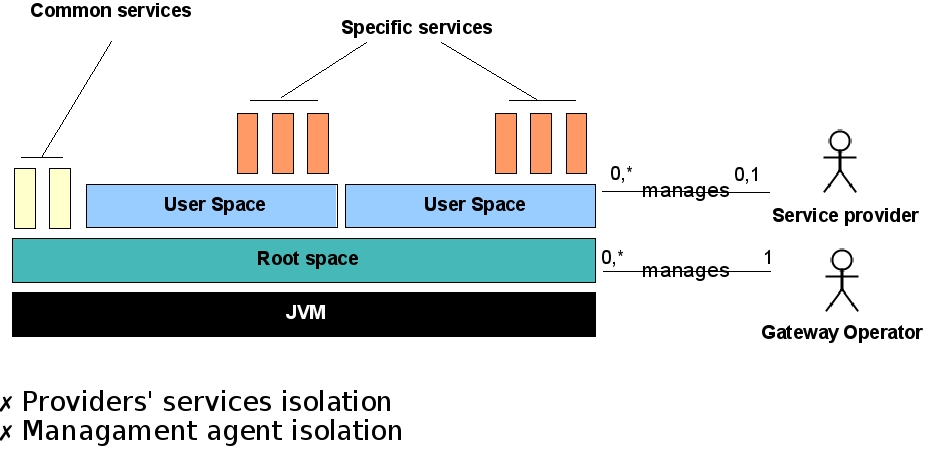 Common services
Specific services
0,*
manages
0,1
Service provider
User Space
User Space
Root space
0,*
manages
1
Gateway Operator
JVM
✗ Providers' services isolation
✗ Managament agent isolation